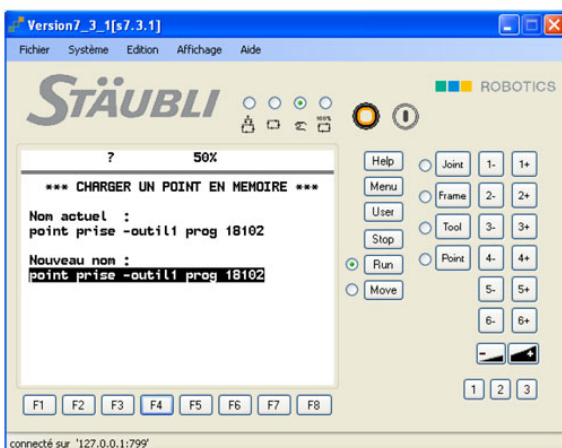 Version7_3_1[s7.3.1]
Fichier Système Edition Affichage Aide
STÄUBLI
ROBOTICS
100%
? 50%
*** CHARGER UN POINT EN MEMOIRE ***
Nom actuel :
point prise -outil1 prog 18102
Nouveau nom :
point prise -outil1 prog 18102
Help
Menu
User
Stop
Run
Move
Joint 1- 1+
Frame 2- 2+
Tool 3- 3+
Point 4- 4+
5- 5+
6- 6+
- +
1 2 3
F1 F2 F3 F4 F5 F6 F7 F8
connecté sur '127.0.0.1:799'